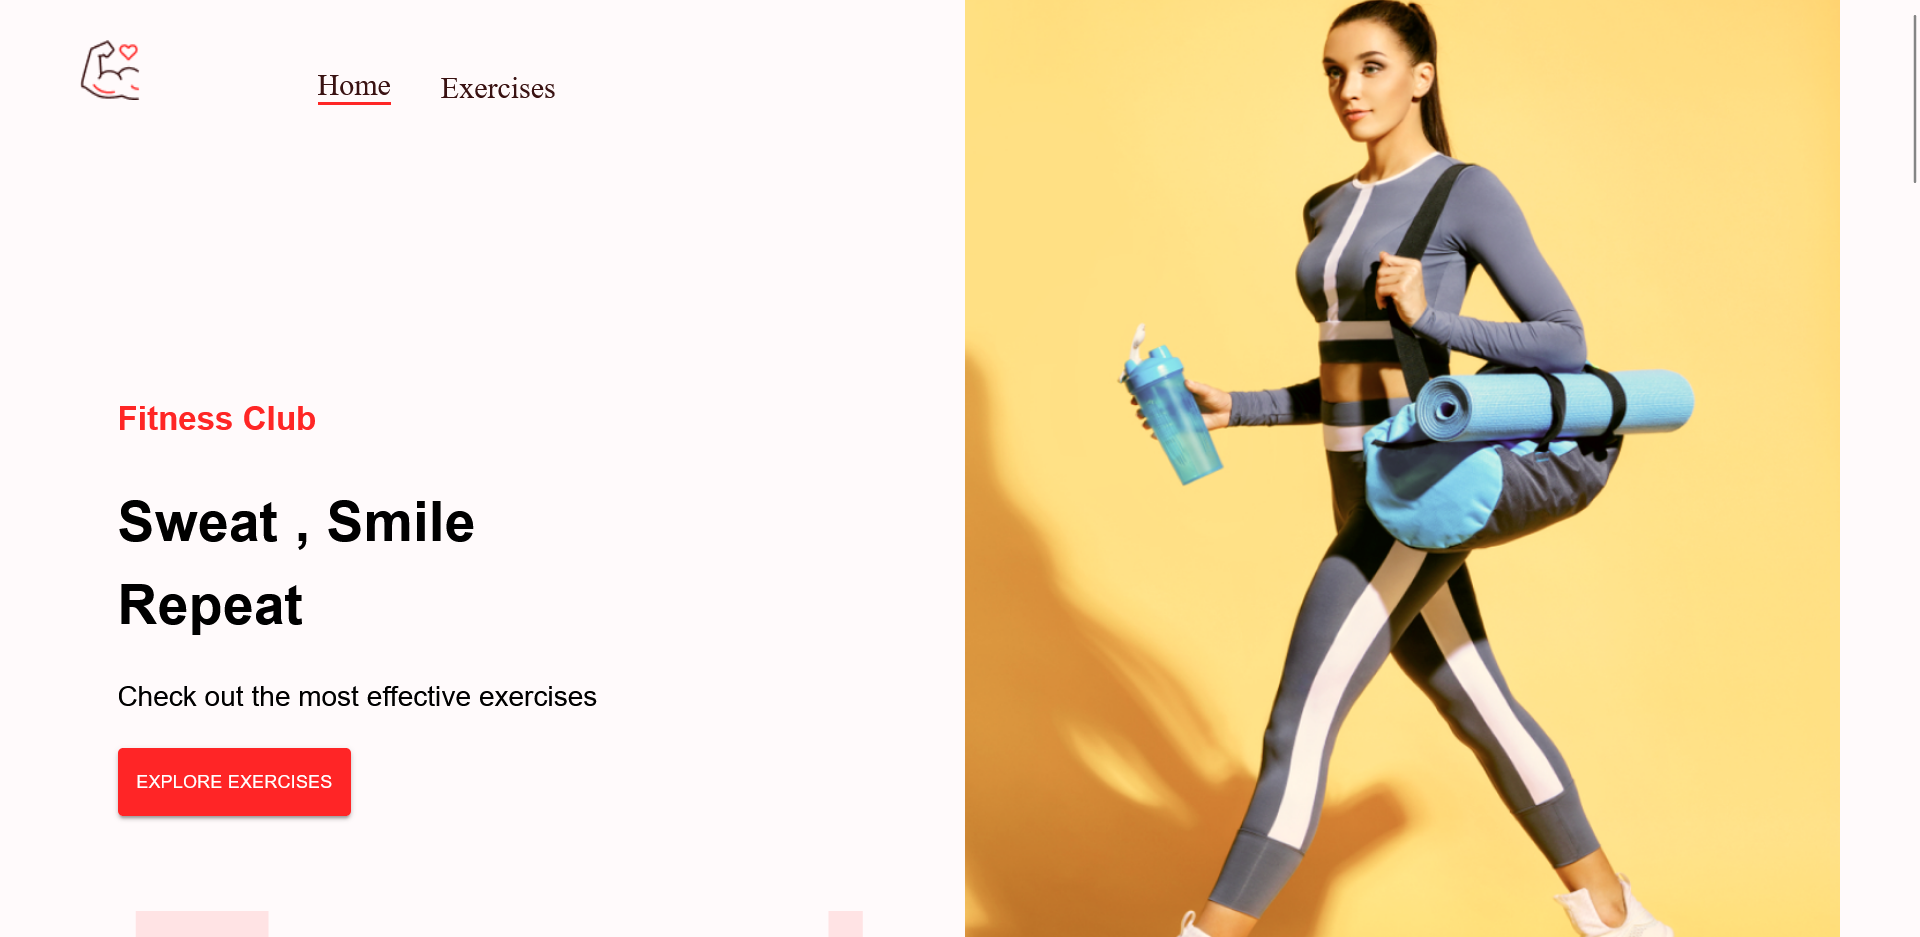 Home
Exercises
Fitness Club
Sweat , Smile
Repeat
Check out the most effective exercises
EXPLORE EXERCISES